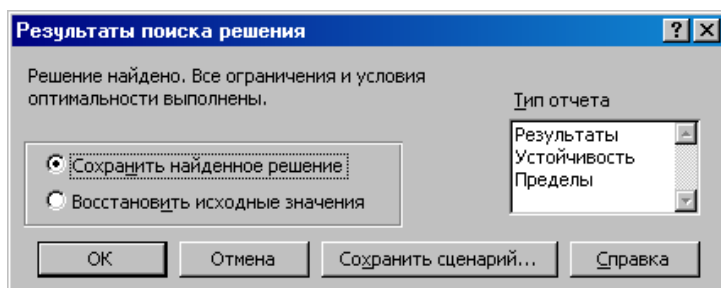 Результаты поиска решения
Решение найдено. Все ограничения и условия
оптимальности выполнены.
Тип отчета
Результаты
Устойчивость
Пределы
Сохранить найденное решение
Восстановить исходные значения
ОК
Отмена
Сохранить сценарий...
Справка